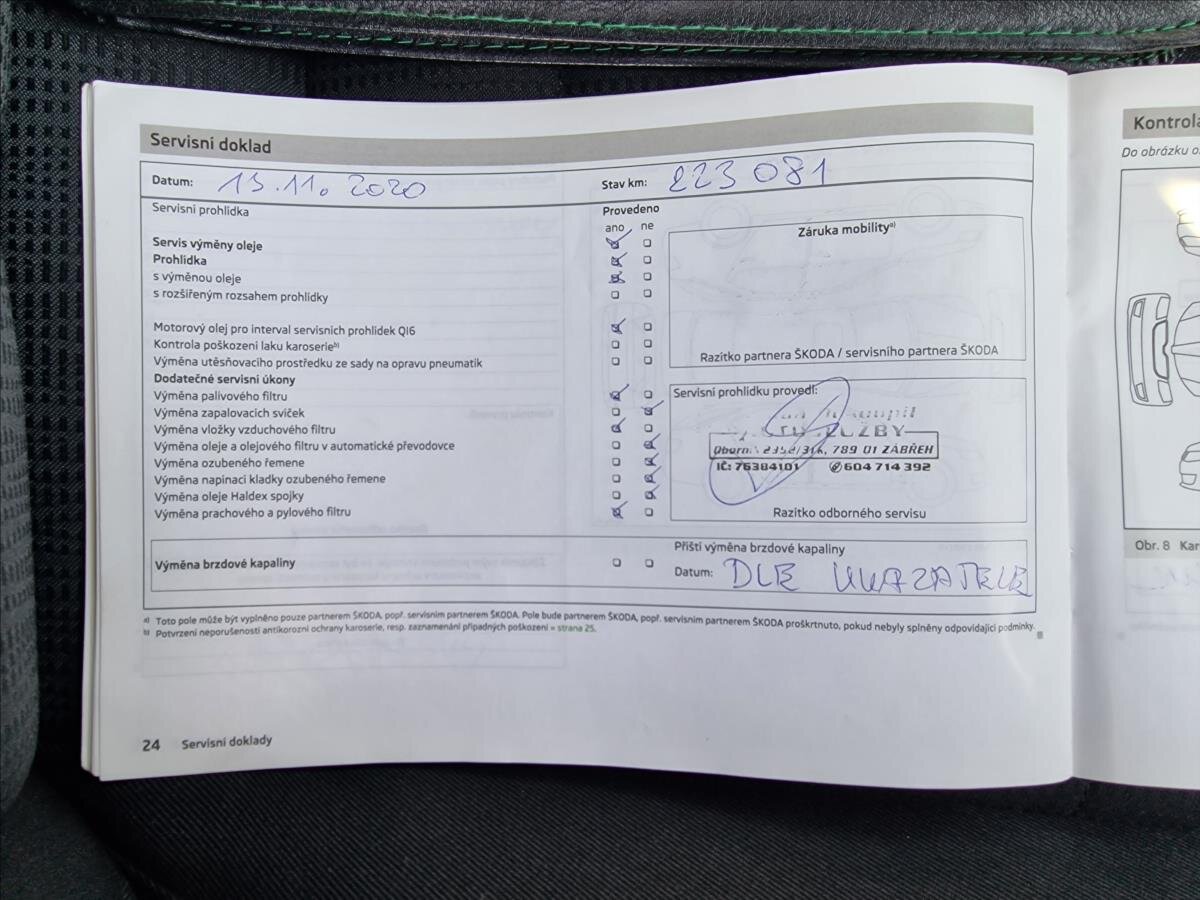 Servisní doklad
Datum: 13.11. 2020 Stav km: 223 081
Servisní prohlídka Provedeno
ano ne
Servis výměny oleje
Prohlídka
s výměnou oleje
s rozšířeným rozsahem prohlídky
Záruka mobility a)
Motorový olej pro interval servisních prohlídek QI6
Kontrola poškození laku karoserie b)
Výměna utěsňovacího prostředku ze sady na opravu pneumatik
Razítko partnera ŠKODA / servisního partnera ŠKODA
Dodatečné servisní úkony
Výměna palivového filtru
Výměna zapalovacích svíček
Výměna vložky vzduchového filtru
Výměna oleje a olejového filtru v automatické převodovce
Výměna ozubeného řemene
Výměna napínací kladky ozubeného řemene
Výměna oleje Haldex spojky
Výměna prachového a pylového filtru
Servisní prohlídku provedl:
789 01 ZÁBŘEH
IČ: 76384101 604 714 392
Razítko odborného servisu
Výměna brzdové kapaliny
Příští výměna brzdové kapaliny
Datum: DLE UKAZATELE
a) Toto pole může být vyplněno pouze partnerem ŠKODA, popř. servisním partnerem ŠKODA. Pole bude partnerem ŠKODA, popř. servisním partnerem ŠKODA proškrtnuto, pokud nebyly splněny odpovídající podmínky.
b) Potvrzení neporušenosti antikorozní ochrany karoserie, resp. zaznamenání případných poškození » strana 25.
24 Servisní doklady
Kontrola
Do obrázku
Obr. 8 Kar